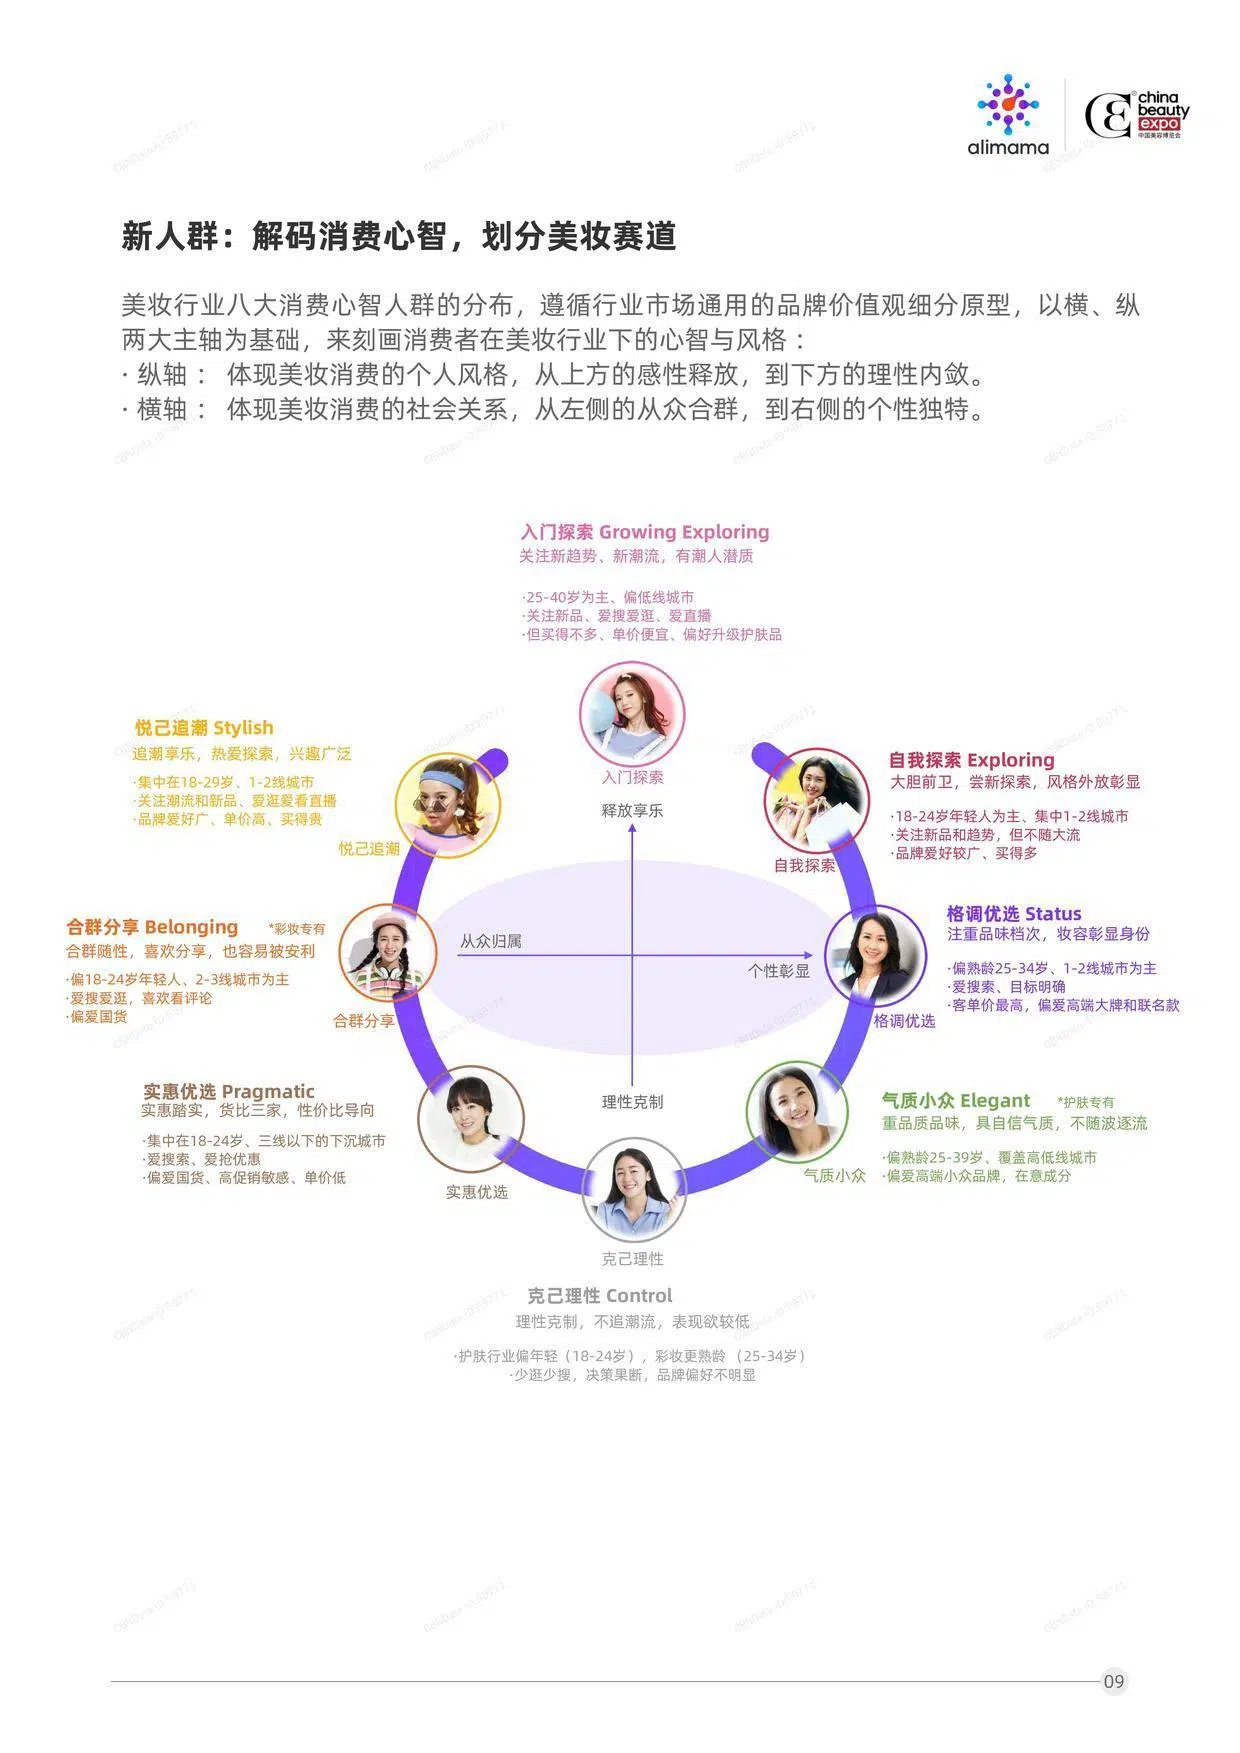 alimama
china
beauty
expo
中国美容博览会
新人群：解码消费心智，划分美妆赛道
美妆行业八大消费心智人群的分布，遵循行业市场通用的品牌价值观细分原型，以横、纵
两大主轴为基础，来刻画消费者在美妆行业下的心智与风格：
· 纵轴： 体现美妆消费的个人风格，从上方的感性释放，到下方的理性内敛。
· 横轴： 体现美妆消费的社会关系，从左侧的从众合群，到右侧的个性独特。
入门探索 Growing Exploring
关注新趋势、新潮流，有潮人潜质
·25-40岁为主、偏低线城市
·关注新品、爱搜爱逛、爱直播
·但买得不多、单价便宜、偏好升级护肤品
入门探索
悦己追潮 Stylish
追潮享乐，热爱探索，兴趣广泛
·集中在18-29岁、1-2线城市
·关注潮流和新品、爱逛爱看直播
·品牌爱好广、单价高、买得贵
悦己追潮
自我探索 Exploring
大胆前卫，尝新探索，风格外放彰显
·18-24岁年轻人为主、集中1-2线城市
·关注新品和趋势，但不随大流
·品牌爱好较广、买得多
自我探索
释放享乐
从众归属
个性彰显
理性克制
合群分享 Belonging *彩妆专有
合群随性，喜欢分享，也容易被安利
·偏18-24岁年轻人、2-3线城市为主
·爱搜爱逛，喜欢看评论
·偏爱国货
合群分享
格调优选 Status
注重品味档次，妆容彰显身份
·偏熟龄25-34岁、1-2线城市为主
·爱搜索、目标明确
·客单价最高，偏爱高端大牌和联名款
格调优选
实惠优选 Pragmatic
实惠踏实，货比三家，性价比导向
·集中在18-24岁、三线以下的下沉城市
·爱搜索、爱抢优惠
·偏爱国货、高促销敏感、单价低
实惠优选
气质小众 Elegant *护肤专有
重品质品味，具自信气质，不随波逐流
·偏熟龄25-39岁、覆盖高低线城市
·偏爱高端小众品牌，在意成分
气质小众
克己理性
克己理性 Control
理性克制，不追潮流，表现欲较低
·护肤行业偏年轻（18-24岁），彩妆更熟龄 （25-34岁）
·少逛少搜，决策果断，品牌偏好不明显
09